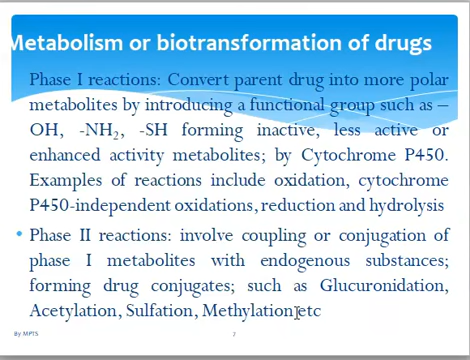 Metabolism or biotransformation of drugs
Phase I reactions: Convert parent drug into more polar
metabolites by introducing a functional group such as –
OH, -NH₂, -SH forming inactive, less active or
enhanced activity metabolites; by Cytochrome P450.
Examples of reactions include oxidation, cytochrome
P450-independent oxidations, reduction and hydrolysis
• Phase II reactions: involve coupling or conjugation of
phase I metabolites with endogenous substances;
forming drug conjugates; such as Glucuronidation,
Acetylation, Sulfation, Methylation etc
By MPTS
7